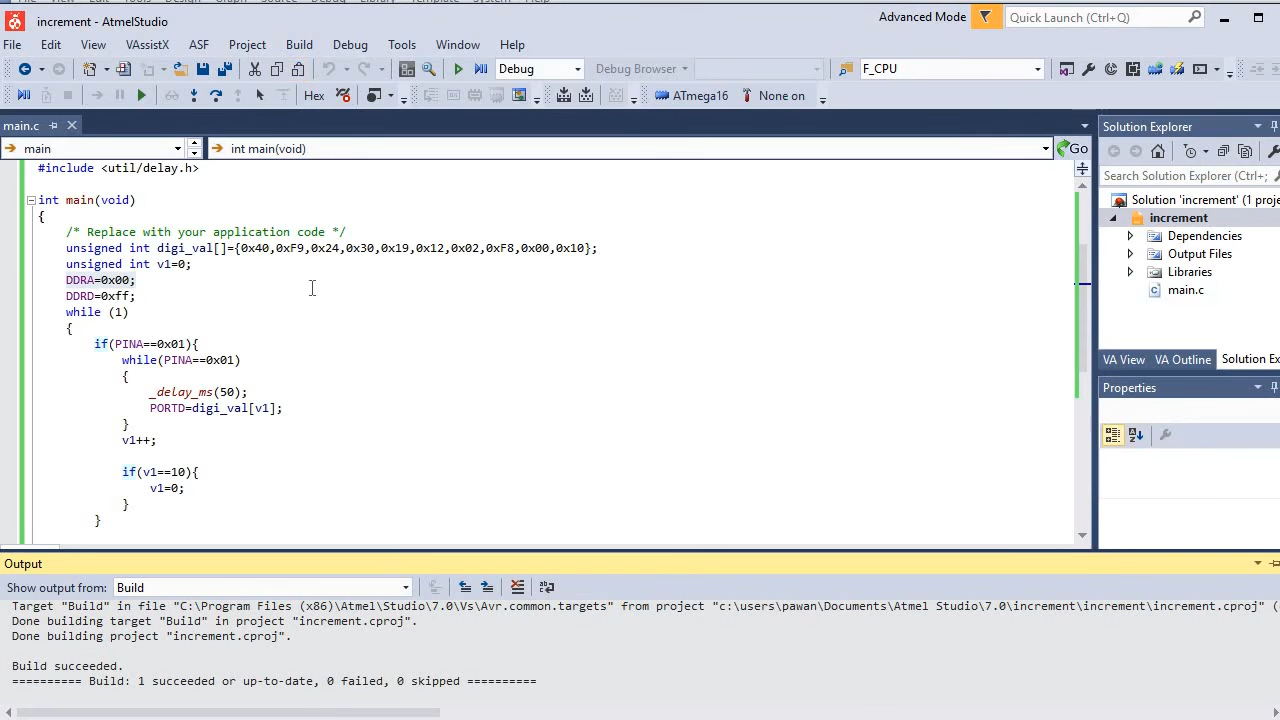 increment - AtmelStudio
Advanced Mode
Quick Launch (Ctrl+Q)
File Edit View VAssistX ASF Project Build Debug Tools Window Help
Debug Debug Browser F_CPU
Hex ATmega16 None on
main.c
main int main(void) Go
#include <util/delay.h>
int main(void)
{
/* Replace with your application code */
unsigned int digi_val[]={0x40,0xF9,0x24,0x30,0x19,0x12,0x02,0xF8,0x00,0x10};
unsigned int v1=0;
DDRA=0x00;
DDRD=0xff;
while (1)
{
if(PINA==0x01){
while(PINA==0x01)
{
_delay_ms(50);
PORTD=digi_val[v1];
}
v1++;
if(v1==10){
v1=0;
}
}
Solution Explorer
Search Solution Explorer (Ctrl+;
Solution 'increment' (1 proje
increment
Dependencies
Output Files
Libraries
main.c
VA View VA Outline Solution Ex
Properties
Output
Show output from: Build
Target "Build" in file "C:\Program Files (x86)\Atmel\Studio\7.0\Vs\Avr.common.targets" from project "c:\users\pawan\Documents\Atmel Studio\7.0\increment\increment\increment.cproj" (
Done building target "Build" in project "increment.cproj".
Done building project "increment.cproj".
Build succeeded.
========== Build: 1 succeeded or up-to-date, 0 failed, 0 skipped ==========